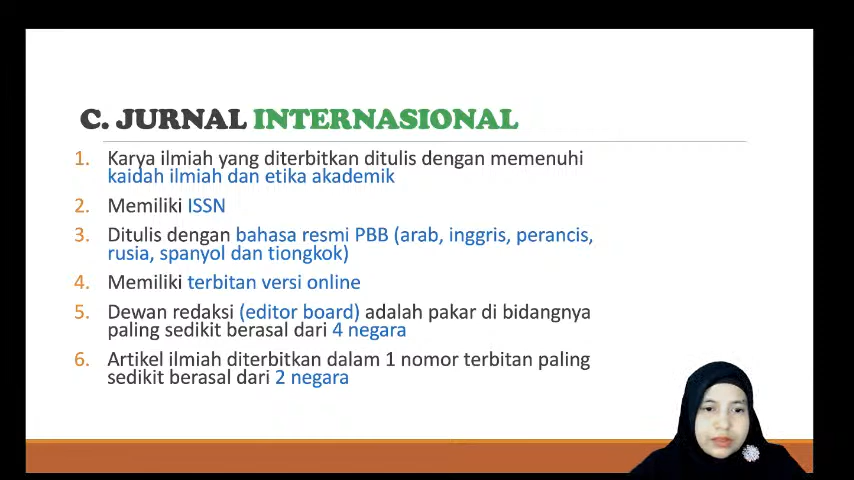 C. JURNAL INTERNASIONAL
1. Karya ilmiah yang diterbitkan ditulis dengan memenuhi
kaidah ilmiah dan etika akademik
2. Memiliki ISSN
3. Ditulis dengan bahasa resmi PBB (arab, inggris, perancis,
rusia, spanyol dan tiongkok)
4. Memiliki terbitan versi online
5. Dewan redaksi (editor board) adalah pakar di bidangnya
paling sedikit berasal dari 4 negara
6. Artikel ilmiah diterbitkan dalam 1 nomor terbitan paling
sedikit berasal dari 2 negara